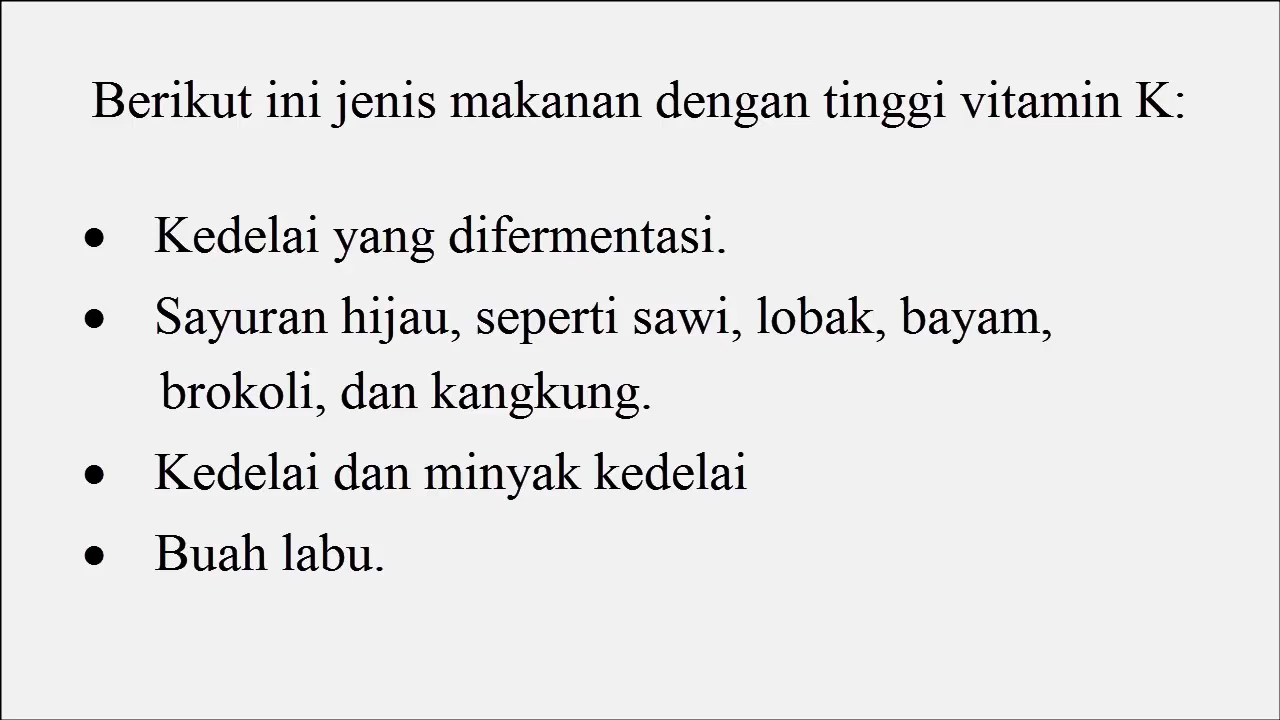 Berikut ini jenis makanan dengan tinggi vitamin K:
• Kedelai yang difermentasi.
• Sayuran hijau, seperti sawi, lobak, bayam,
brokoli, dan kangkung.
• Kedelai dan minyak kedelai
• Buah labu.